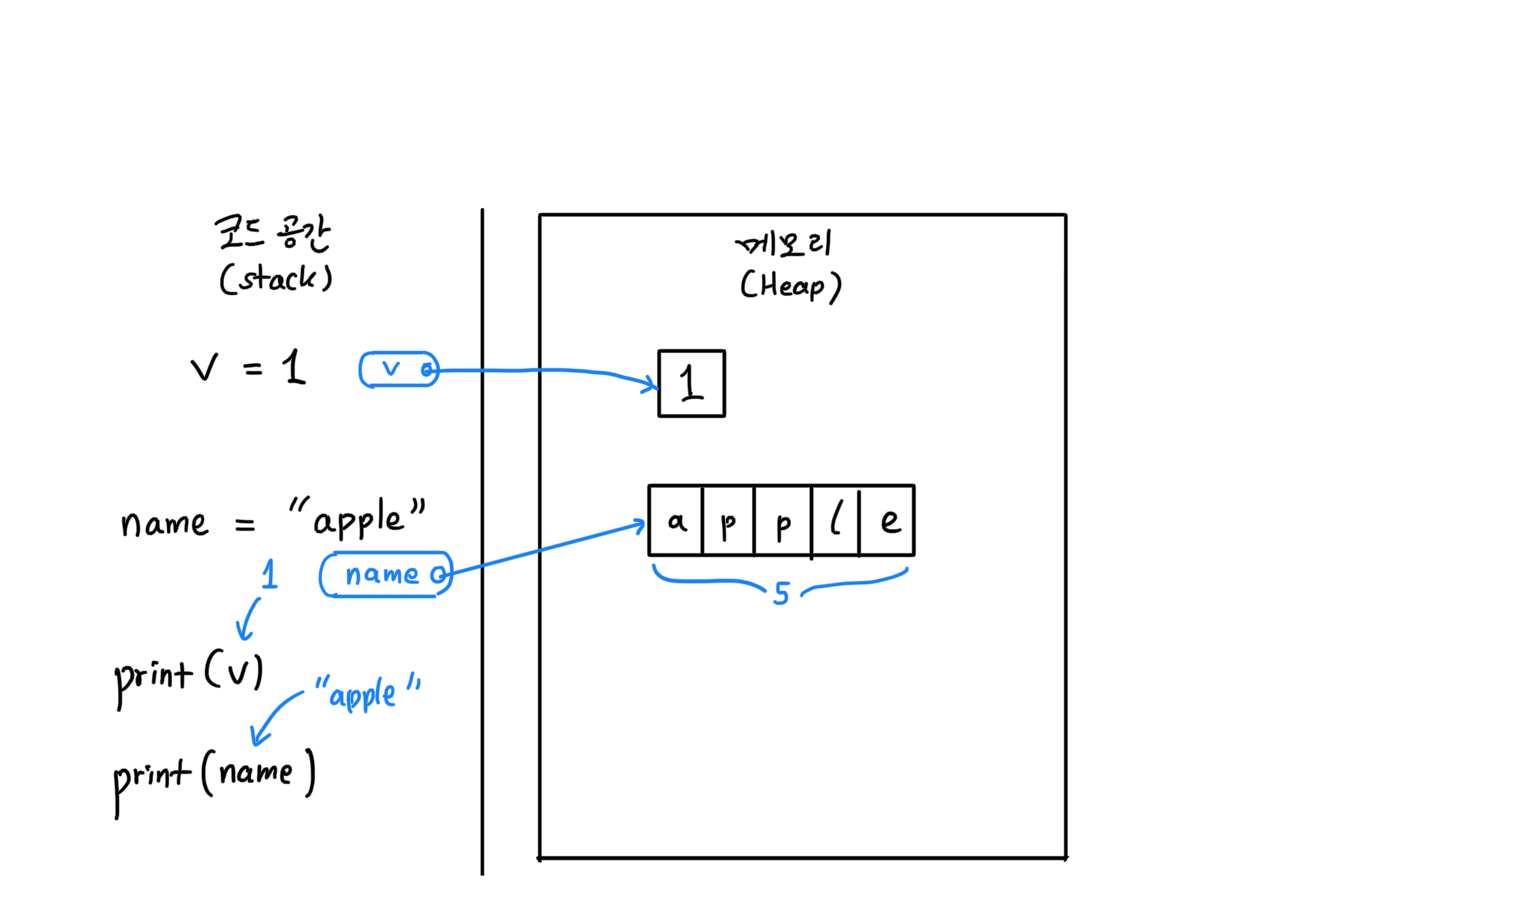 코드 공간
(stack)
v = 1
v
name = "apple"
1
name
print(v)
"apple"
print(name)
메모리
(Heap)
1
a p p l e
5